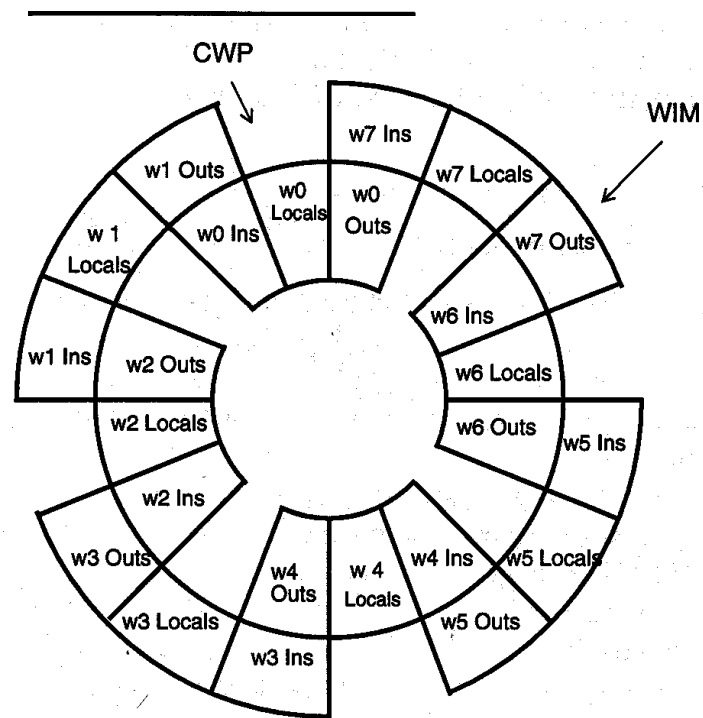 CWP
WIM
w7 Ins
w1 Outs
w7 Locals
w0
Locals
w0
Outs
w0 Ins
w 1
Locals
w7 Outs
w6 Ins
w1 Ins
w2 Outs
w6 Locals
w2 Locals
w6 Outs
w5 Ins
w2 Ins
w3 Outs
w4
Outs
w 4
Locals
w4 Ins
w5 Locals
w3 Locals
w5 Outs
w3 Ins